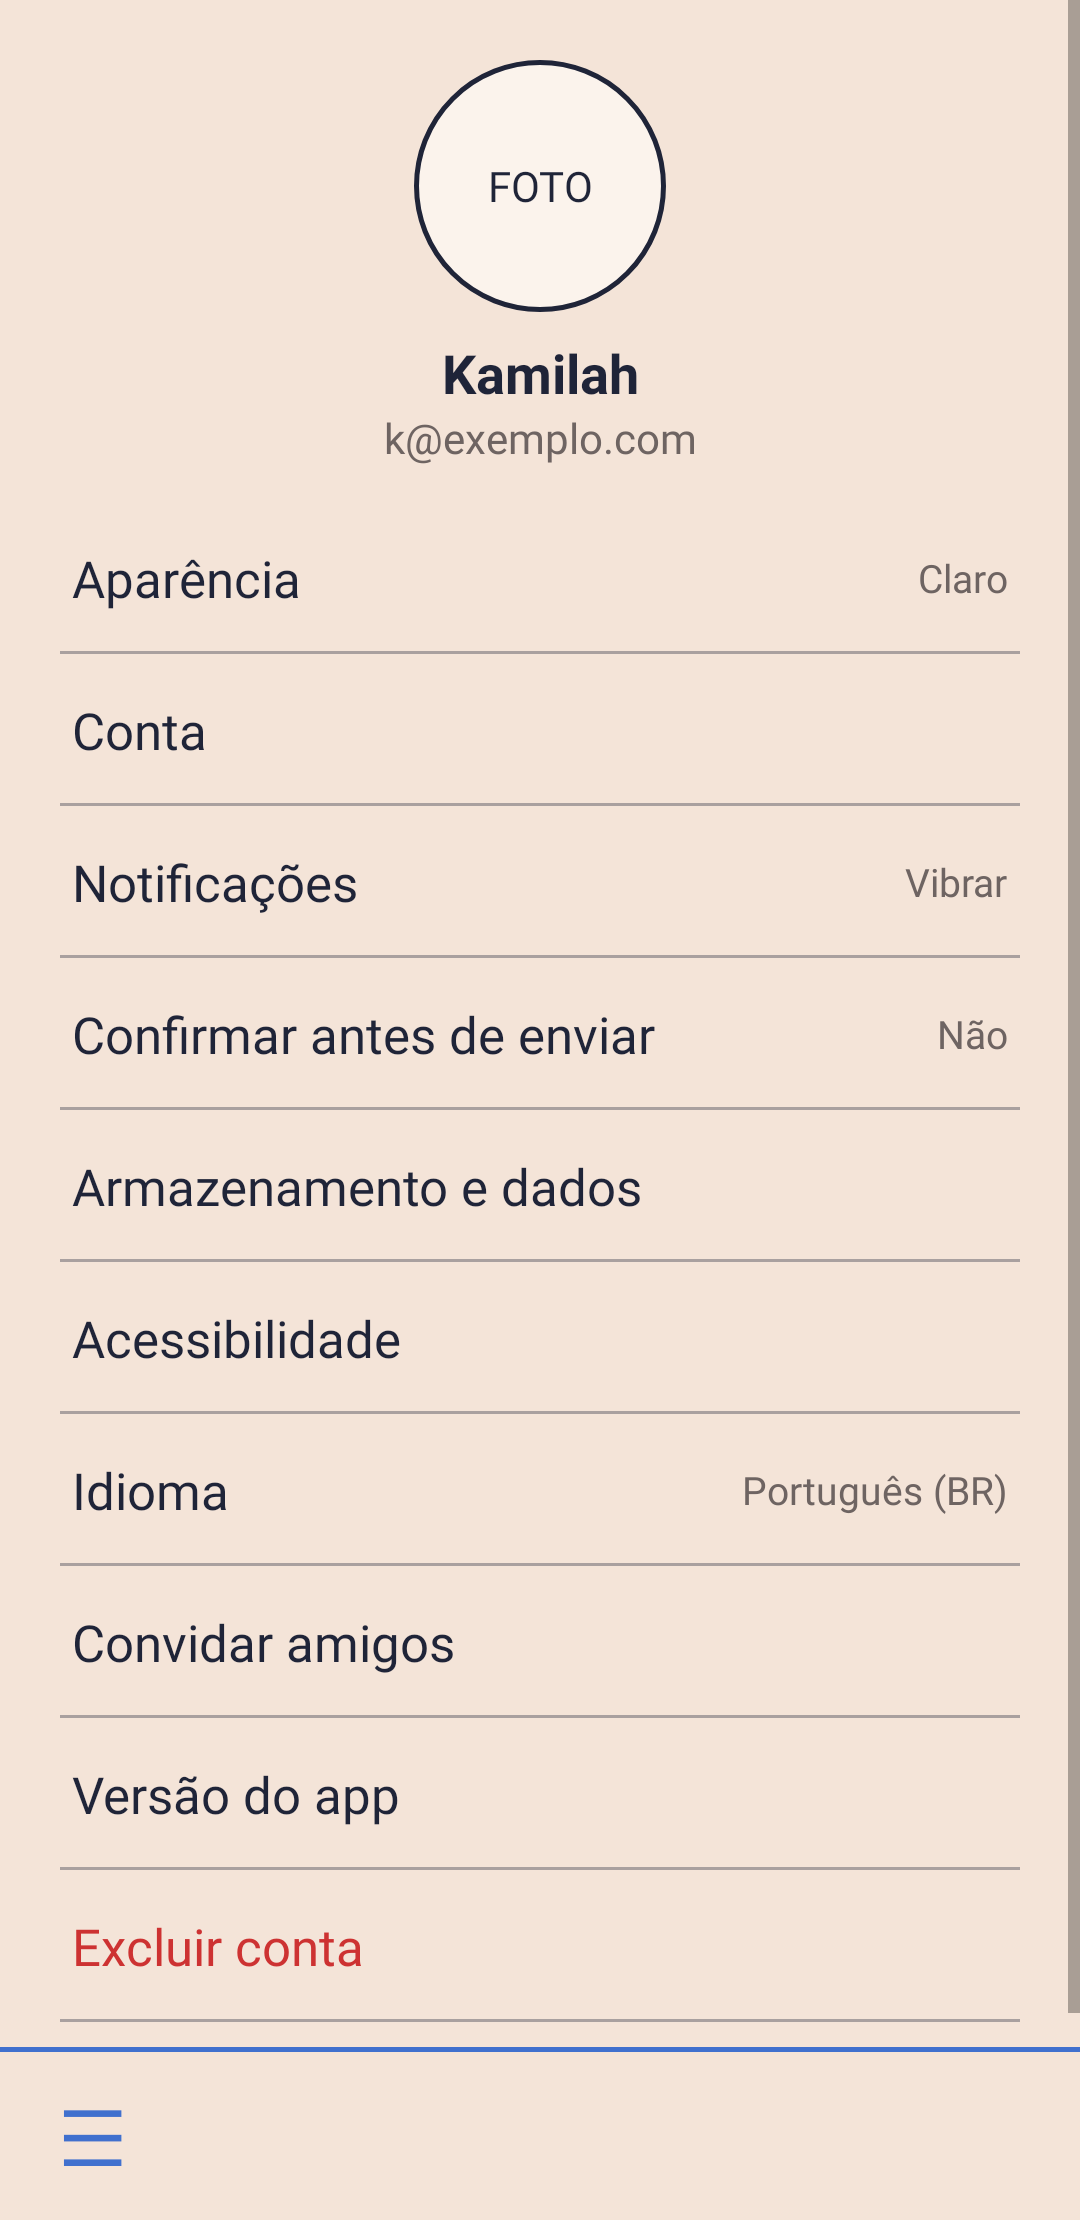 FOTO
Kamilah
k@exemplo.com
Aparência Claro
Conta
Notificações Vibrar
Confirmar antes de enviar Não
Armazenamento e dados
Acessibilidade
Idioma Português (BR)
Convidar amigos
Versão do app
Excluir conta